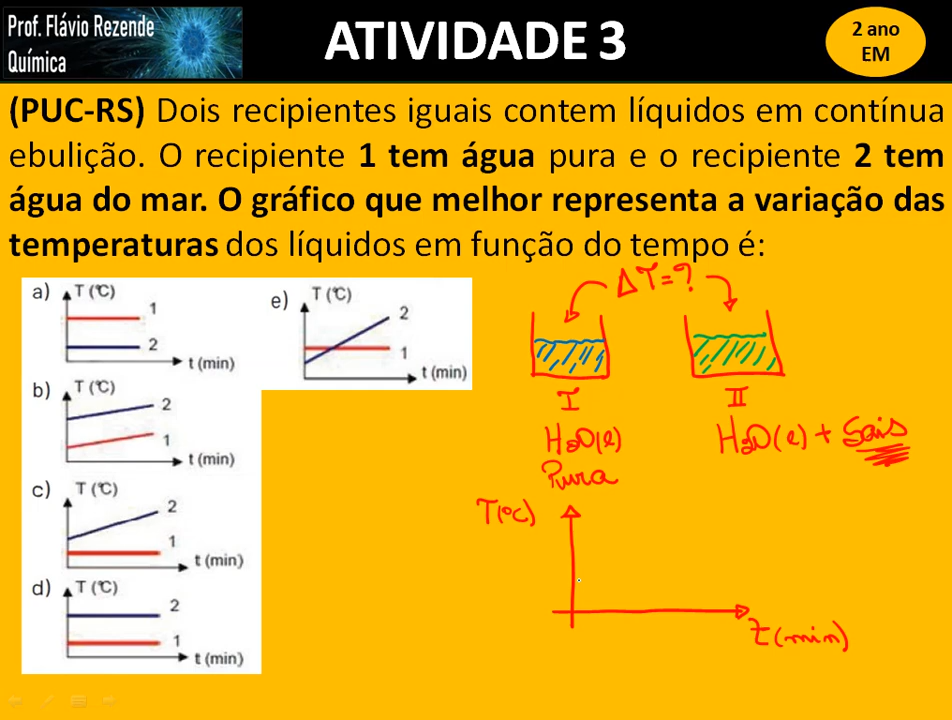 Prof. Flávio Rezende
Química
ATIVIDADE 3
2 ano
EM
(PUC-RS) Dois recipientes iguais contem líquidos em contínua
ebulição. O recipiente 1 tem água pura e o recipiente 2 tem
água do mar. O gráfico que melhor representa a variação das
temperaturas dos líquidos em função do tempo é:
a) T (°C)
1
2
t (min)
b) T (°C)
2
1
t (min)
c) T (°C)
2
1
t (min)
d) T (°C)
2
1
t (min)
e) T (°C)
2
1
t (min)
ΔT=?
I
II
H₂O(l)
Pura
H₂O(l) + Sais
T(°C)
t(min)